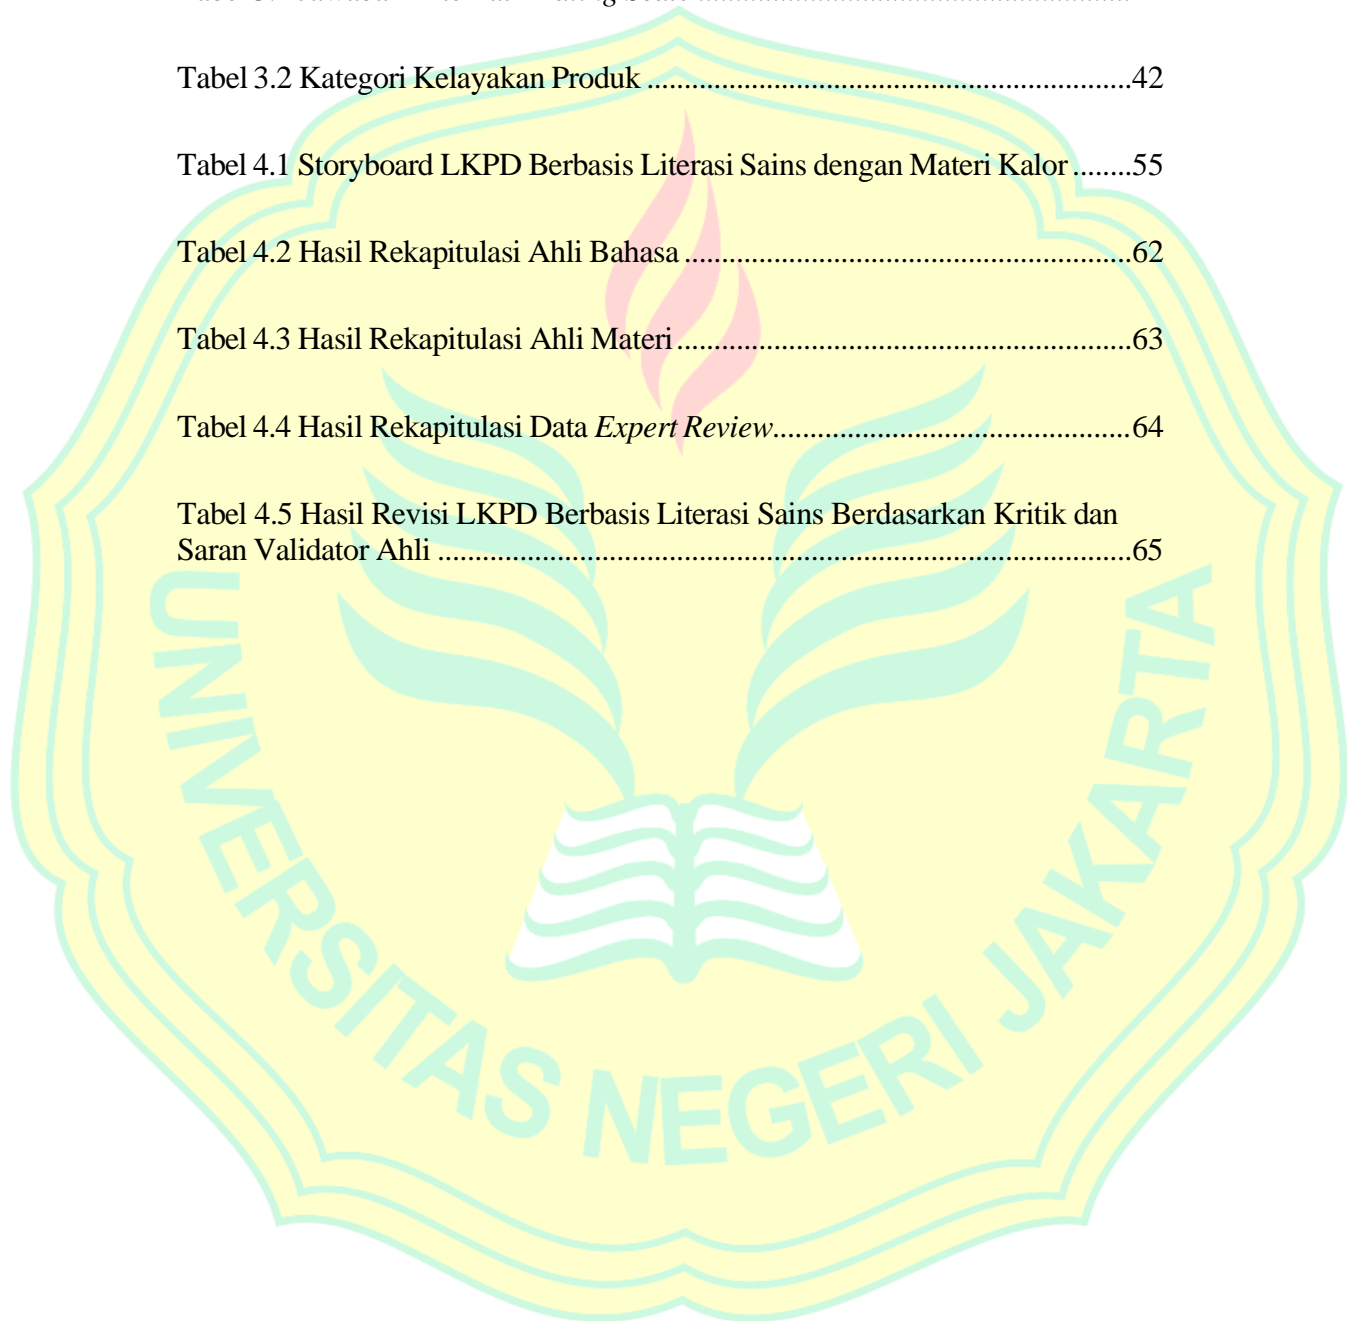 Tabel 3.2 Kategori Kelayakan Produk .................................................................42
Tabel 4.1 Storyboard LKPD Berbasis Literasi Sains dengan Materi Kalor ........55
Tabel 4.2 Hasil Rekapitulasi Ahli Bahasa ............................................................62
Tabel 4.3 Hasil Rekapitulasi Ahli Materi.............................................................63
Tabel 4.4 Hasil Rekapitulasi Data Expert Review................................................64
Tabel 4.5 Hasil Revisi LKPD Berbasis Literasi Sains Berdasarkan Kritik dan
Saran Validator Ahli .............................................................................................65
UNIVERSITAS NEGERI JAKARTA